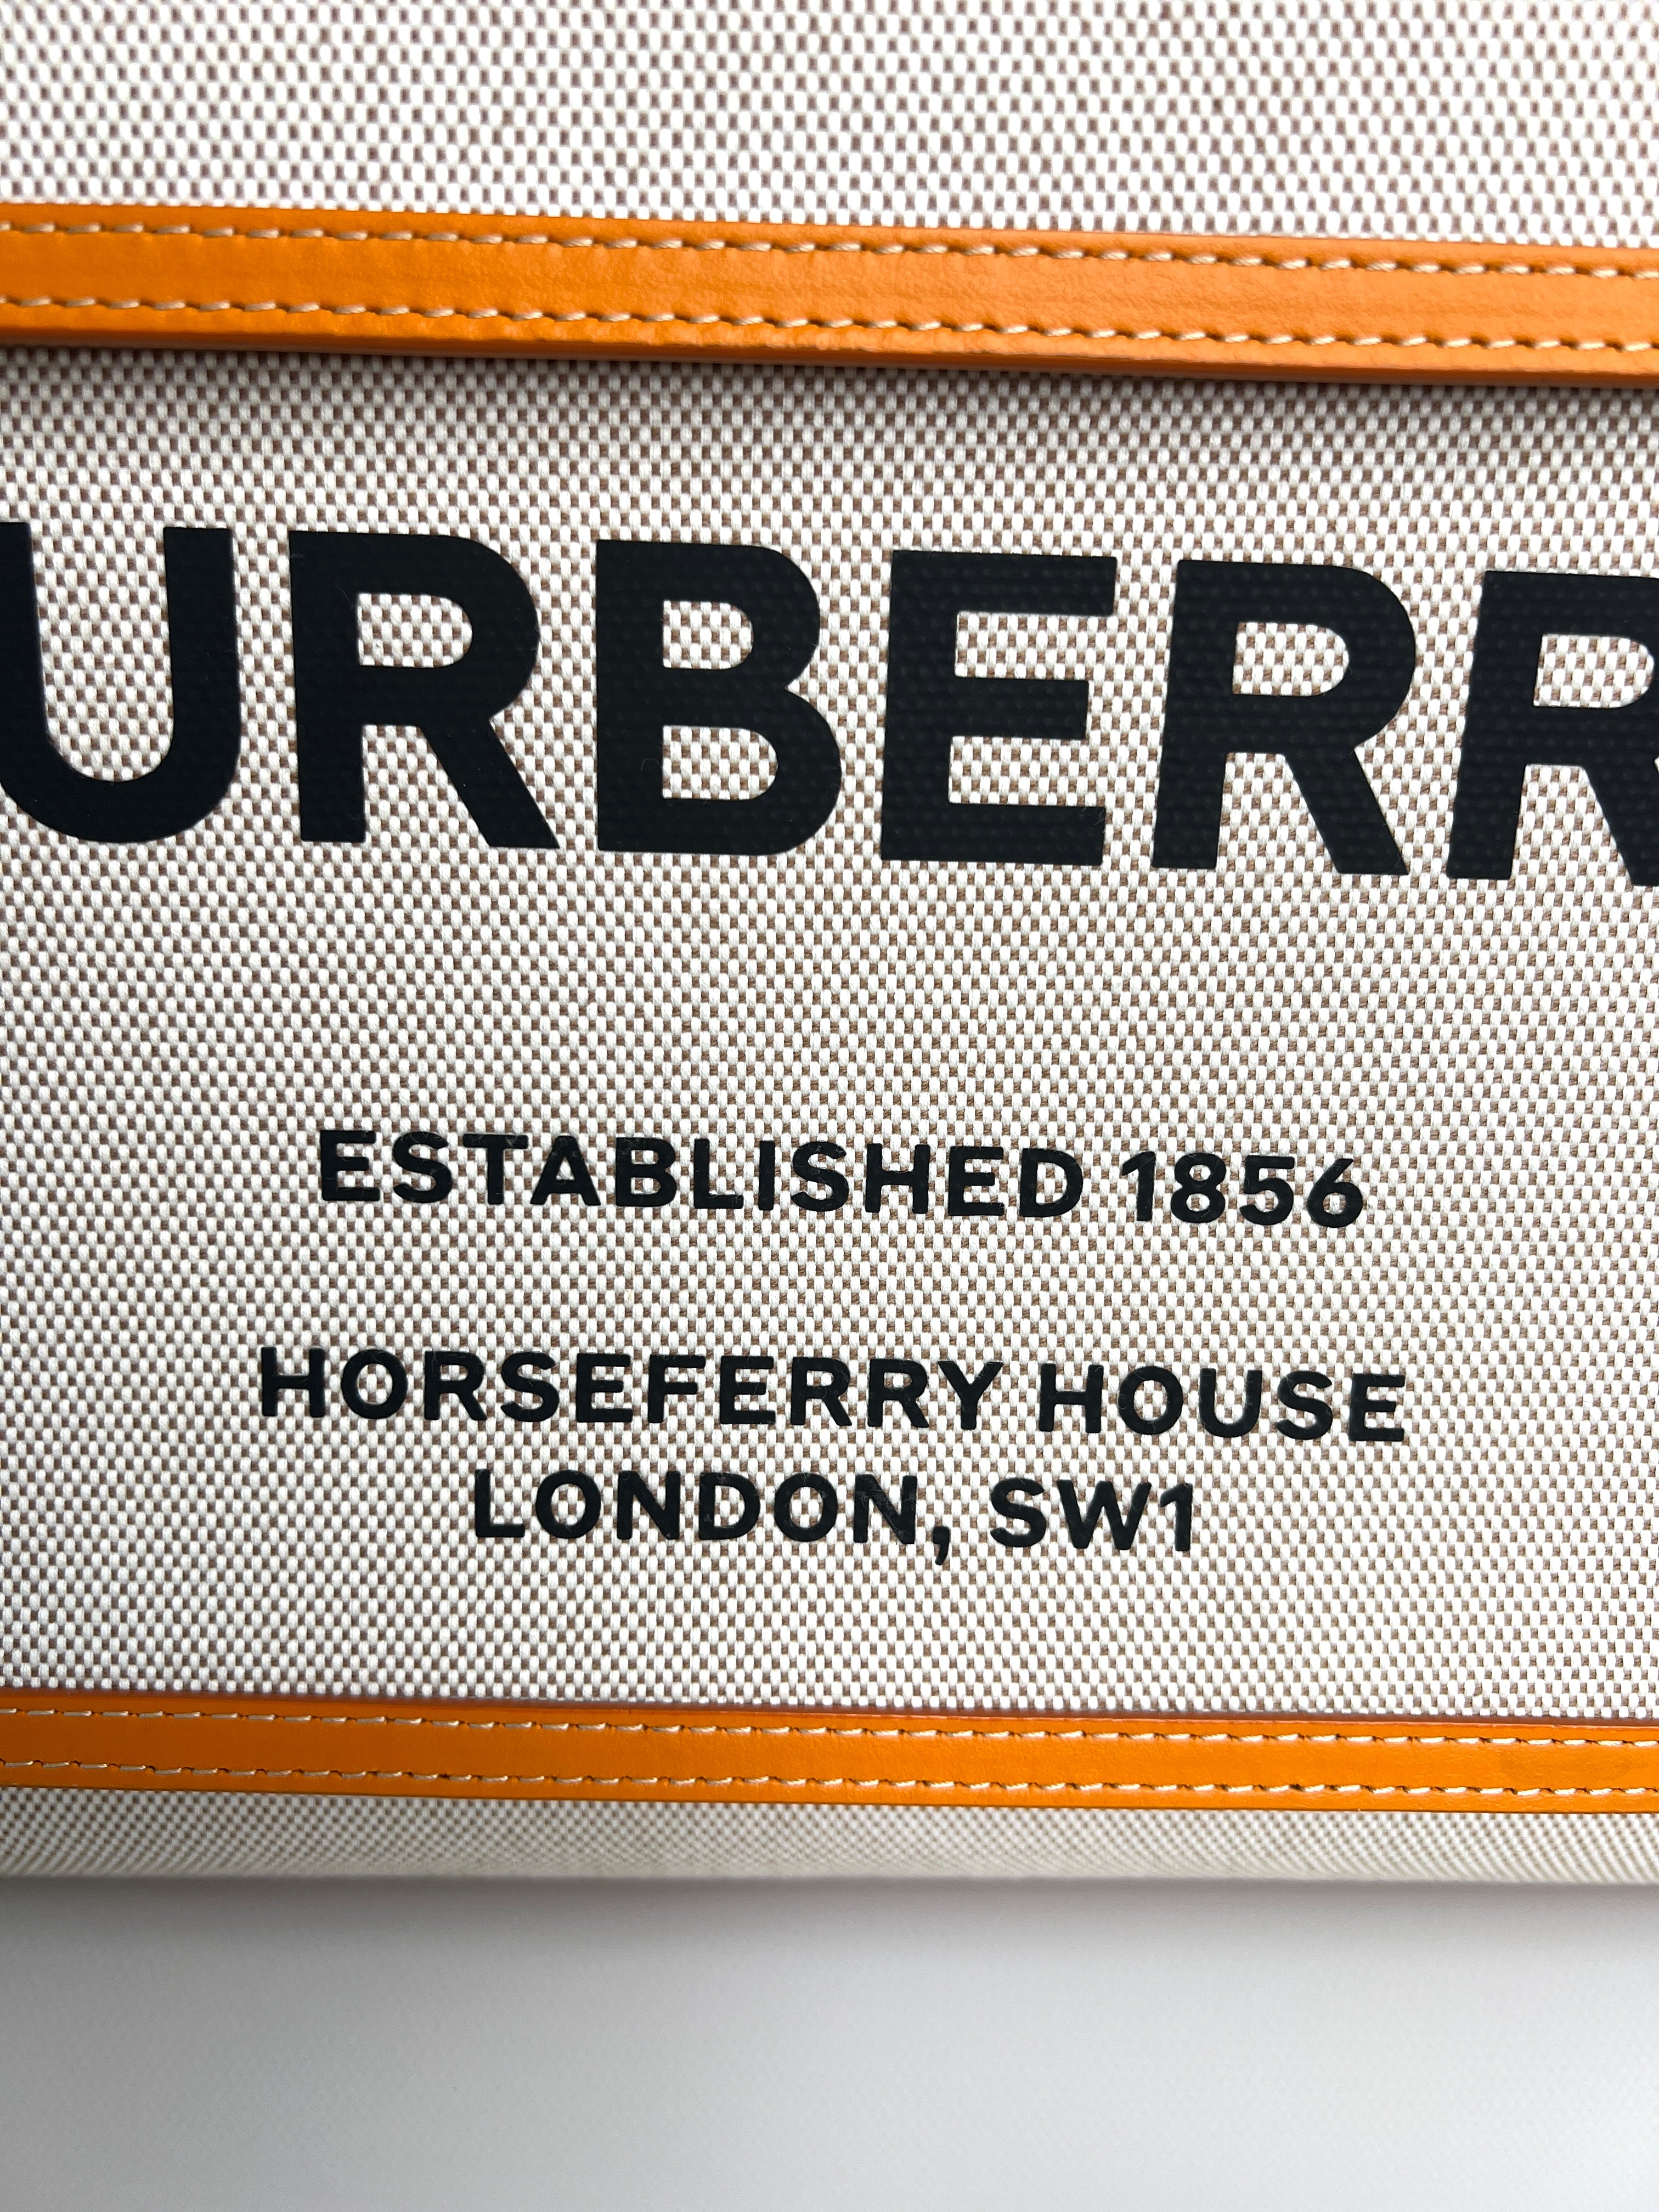 URBERR
ESTABLISHED 1856
HORSEFERRY HOUSE
LONDON, SW1